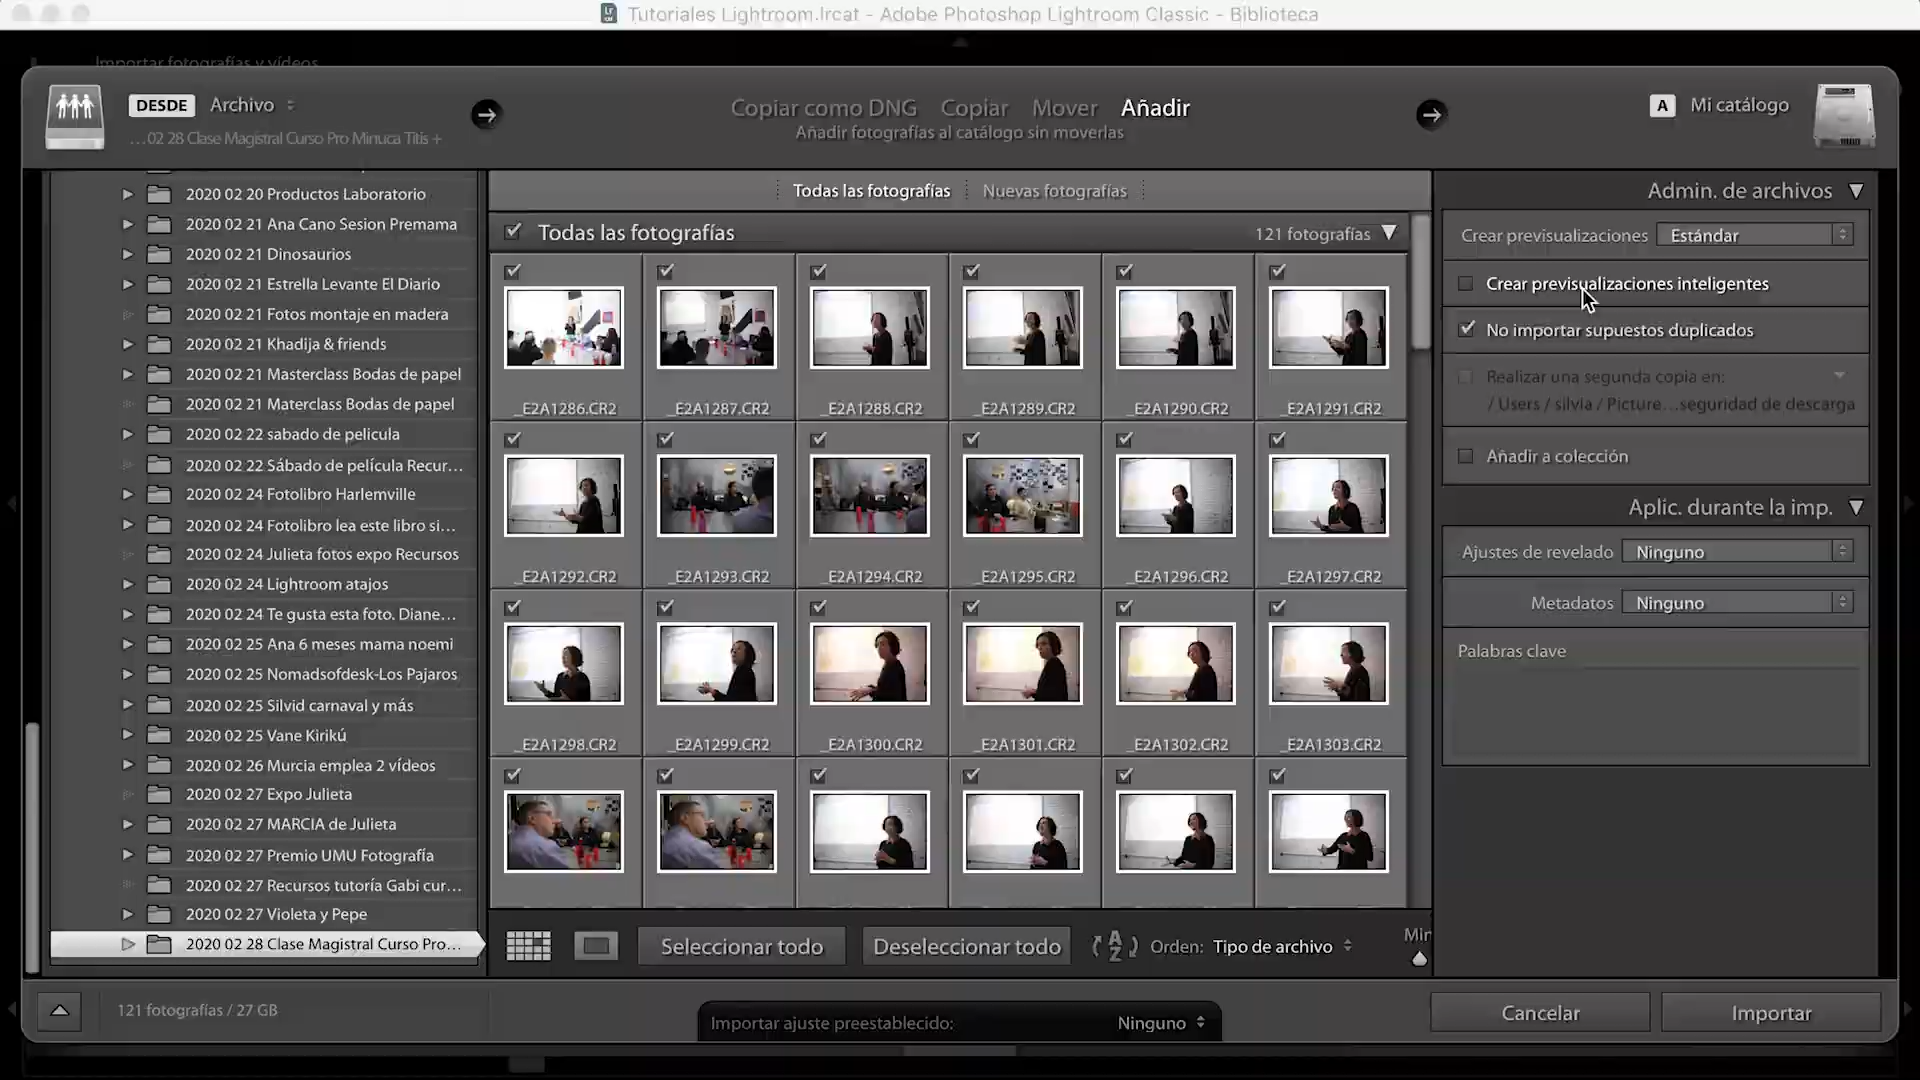 Tutoriales Lightroom.lrcat - Adobe Photoshop Lightroom Classic - Biblioteca
Importar fotografías y vídeos
DESDE Archivo
…02 28 Clase Magistral Curso Pro Minuca Titis +
Copiar como DNG Copiar Mover Añadir
Añadir fotografías al catálogo sin moverlas
A Mi catálogo
2020 02 20 Productos Laboratorio
2020 02 21 Ana Cano Sesion Premama
2020 02 21 Dinosaurios
2020 02 21 Estrella Levante El Diario
2020 02 21 Fotos montaje en madera
2020 02 21 Khadija & friends
2020 02 21 Masterclass Bodas de papel
2020 02 21 Materclass Bodas de papel
2020 02 22 sabado de pelicula
2020 02 22 Sábado de película Recur…
2020 02 24 Fotolibro Harlemville
2020 02 24 Fotolibro lea este libro si…
2020 02 24 Julieta fotos expo Recursos
2020 02 24 Lightroom atajos
2020 02 24 Te gusta esta foto. Diane…
2020 02 25 Ana 6 meses mama noemi
2020 02 25 Nomadsofdesk-Los Pajaros
2020 02 25 Silvid carnaval y más
2020 02 25 Vane Kirikú
2020 02 26 Murcia emplea 2 vídeos
2020 02 27 Expo Julieta
2020 02 27 MARCIA de Julieta
2020 02 27 Premio UMU Fotografía
2020 02 27 Recursos tutoría Gabi cur…
2020 02 27 Violeta y Pepe
2020 02 28 Clase Magistral Curso Pro…
Todas las fotografías Nuevas fotografías
Todas las fotografías 121 fotografías
_E2A1286.CR2 _E2A1287.CR2 _E2A1288.CR2 _E2A1289.CR2 _E2A1290.CR2 _E2A1291.CR2
_E2A1292.CR2 _E2A1293.CR2 _E2A1294.CR2 _E2A1295.CR2 _E2A1296.CR2 _E2A1297.CR2
_E2A1298.CR2 _E2A1299.CR2 _E2A1300.CR2 _E2A1301.CR2 _E2A1302.CR2 _E2A1303.CR2
Seleccionar todo Deseleccionar todo Orden: Tipo de archivo Min
Admin. de archivos
Crear previsualizaciones Estándar
Crear previsualizaciones inteligentes
No importar supuestos duplicados
Realizar una segunda copia en:
/ Users / silvia / Picture…seguridad de descarga
Añadir a colección
Aplic. durante la imp.
Ajustes de revelado Ninguno
Metadatos Ninguno
Palabras clave
121 fotografías / 27 GB
Importar ajuste preestablecido: Ninguno
Cancelar Importar